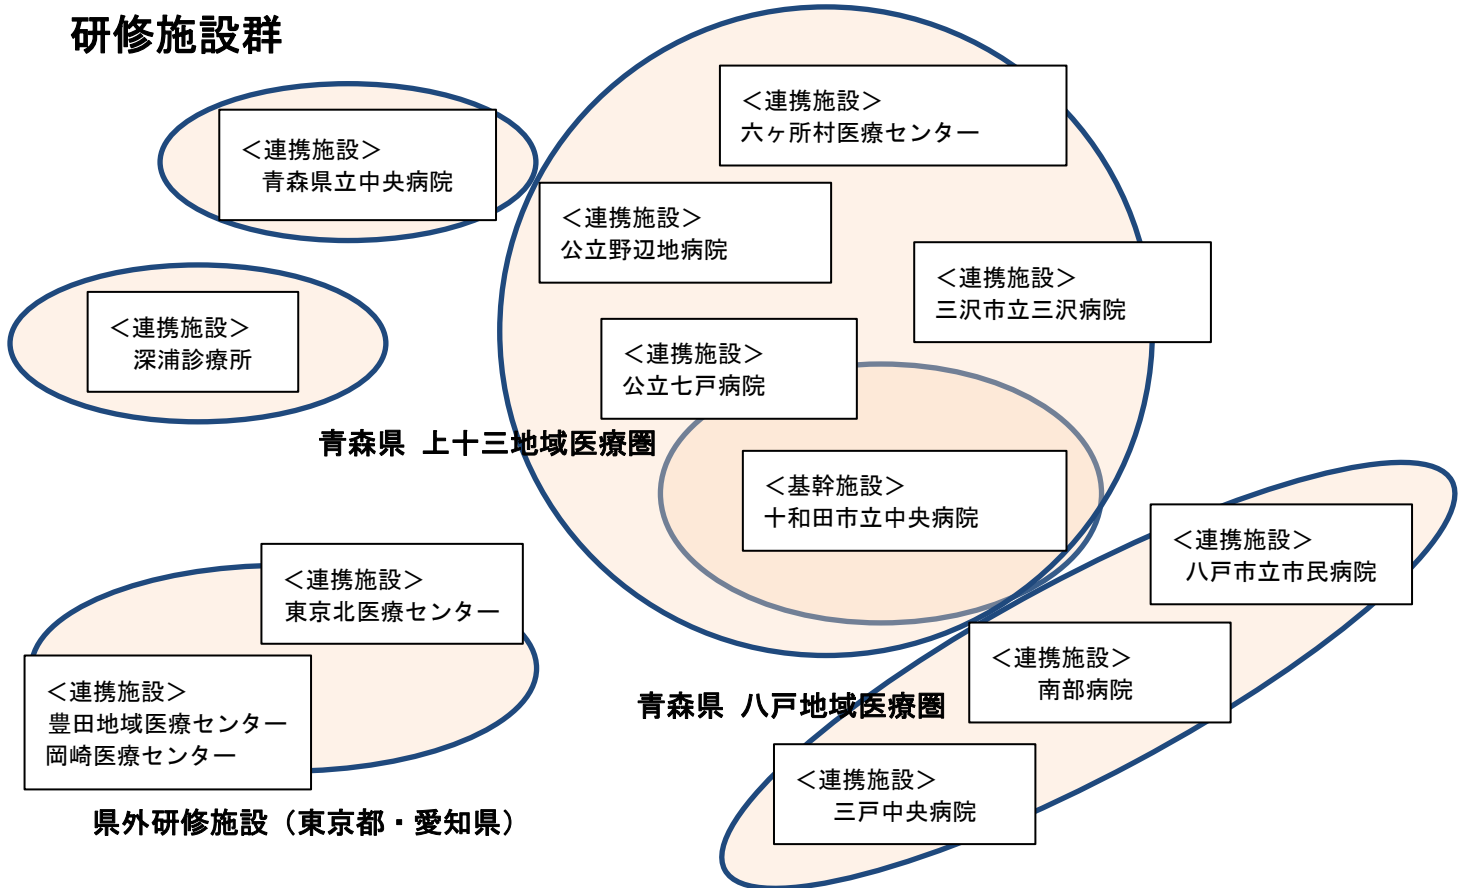 研修施設群
＜連携施設＞
青森県立中央病院
＜連携施設＞
深浦診療所
＜連携施設＞
六ヶ所村医療センター
＜連携施設＞
公立野辺地病院
＜連携施設＞
三沢市立三沢病院
＜連携施設＞
公立七戸病院
青森県 上十三地域医療圏
＜基幹施設＞
十和田市立中央病院
＜連携施設＞
八戸市立市民病院
＜連携施設＞
南部病院
青森県 八戸地域医療圏
＜連携施設＞
三戸中央病院
＜連携施設＞
東京北医療センター
＜連携施設＞
豊田地域医療センター
岡崎医療センター
県外研修施設（東京都・愛知県）